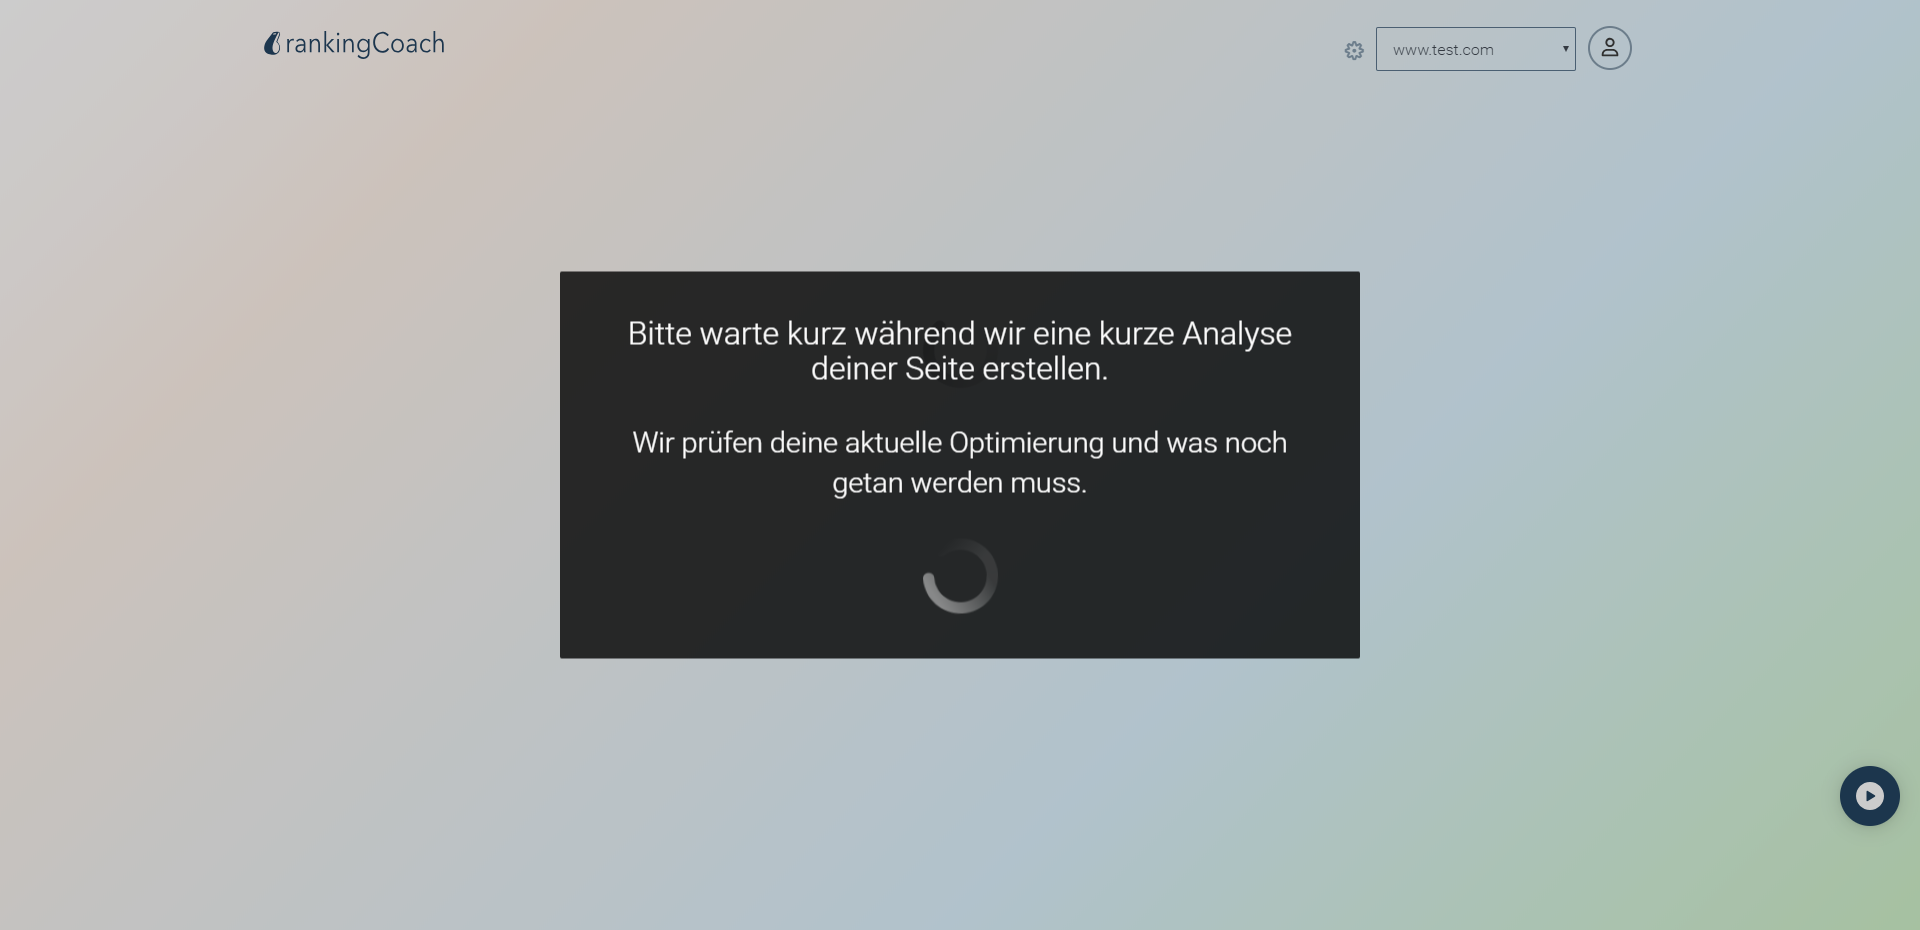 rankingCoach
www.test.com
Bitte warte kurz während wir eine kurze Analyse
deiner Seite erstellen.
Wir prüfen deine aktuelle Optimierung und was noch
getan werden muss.